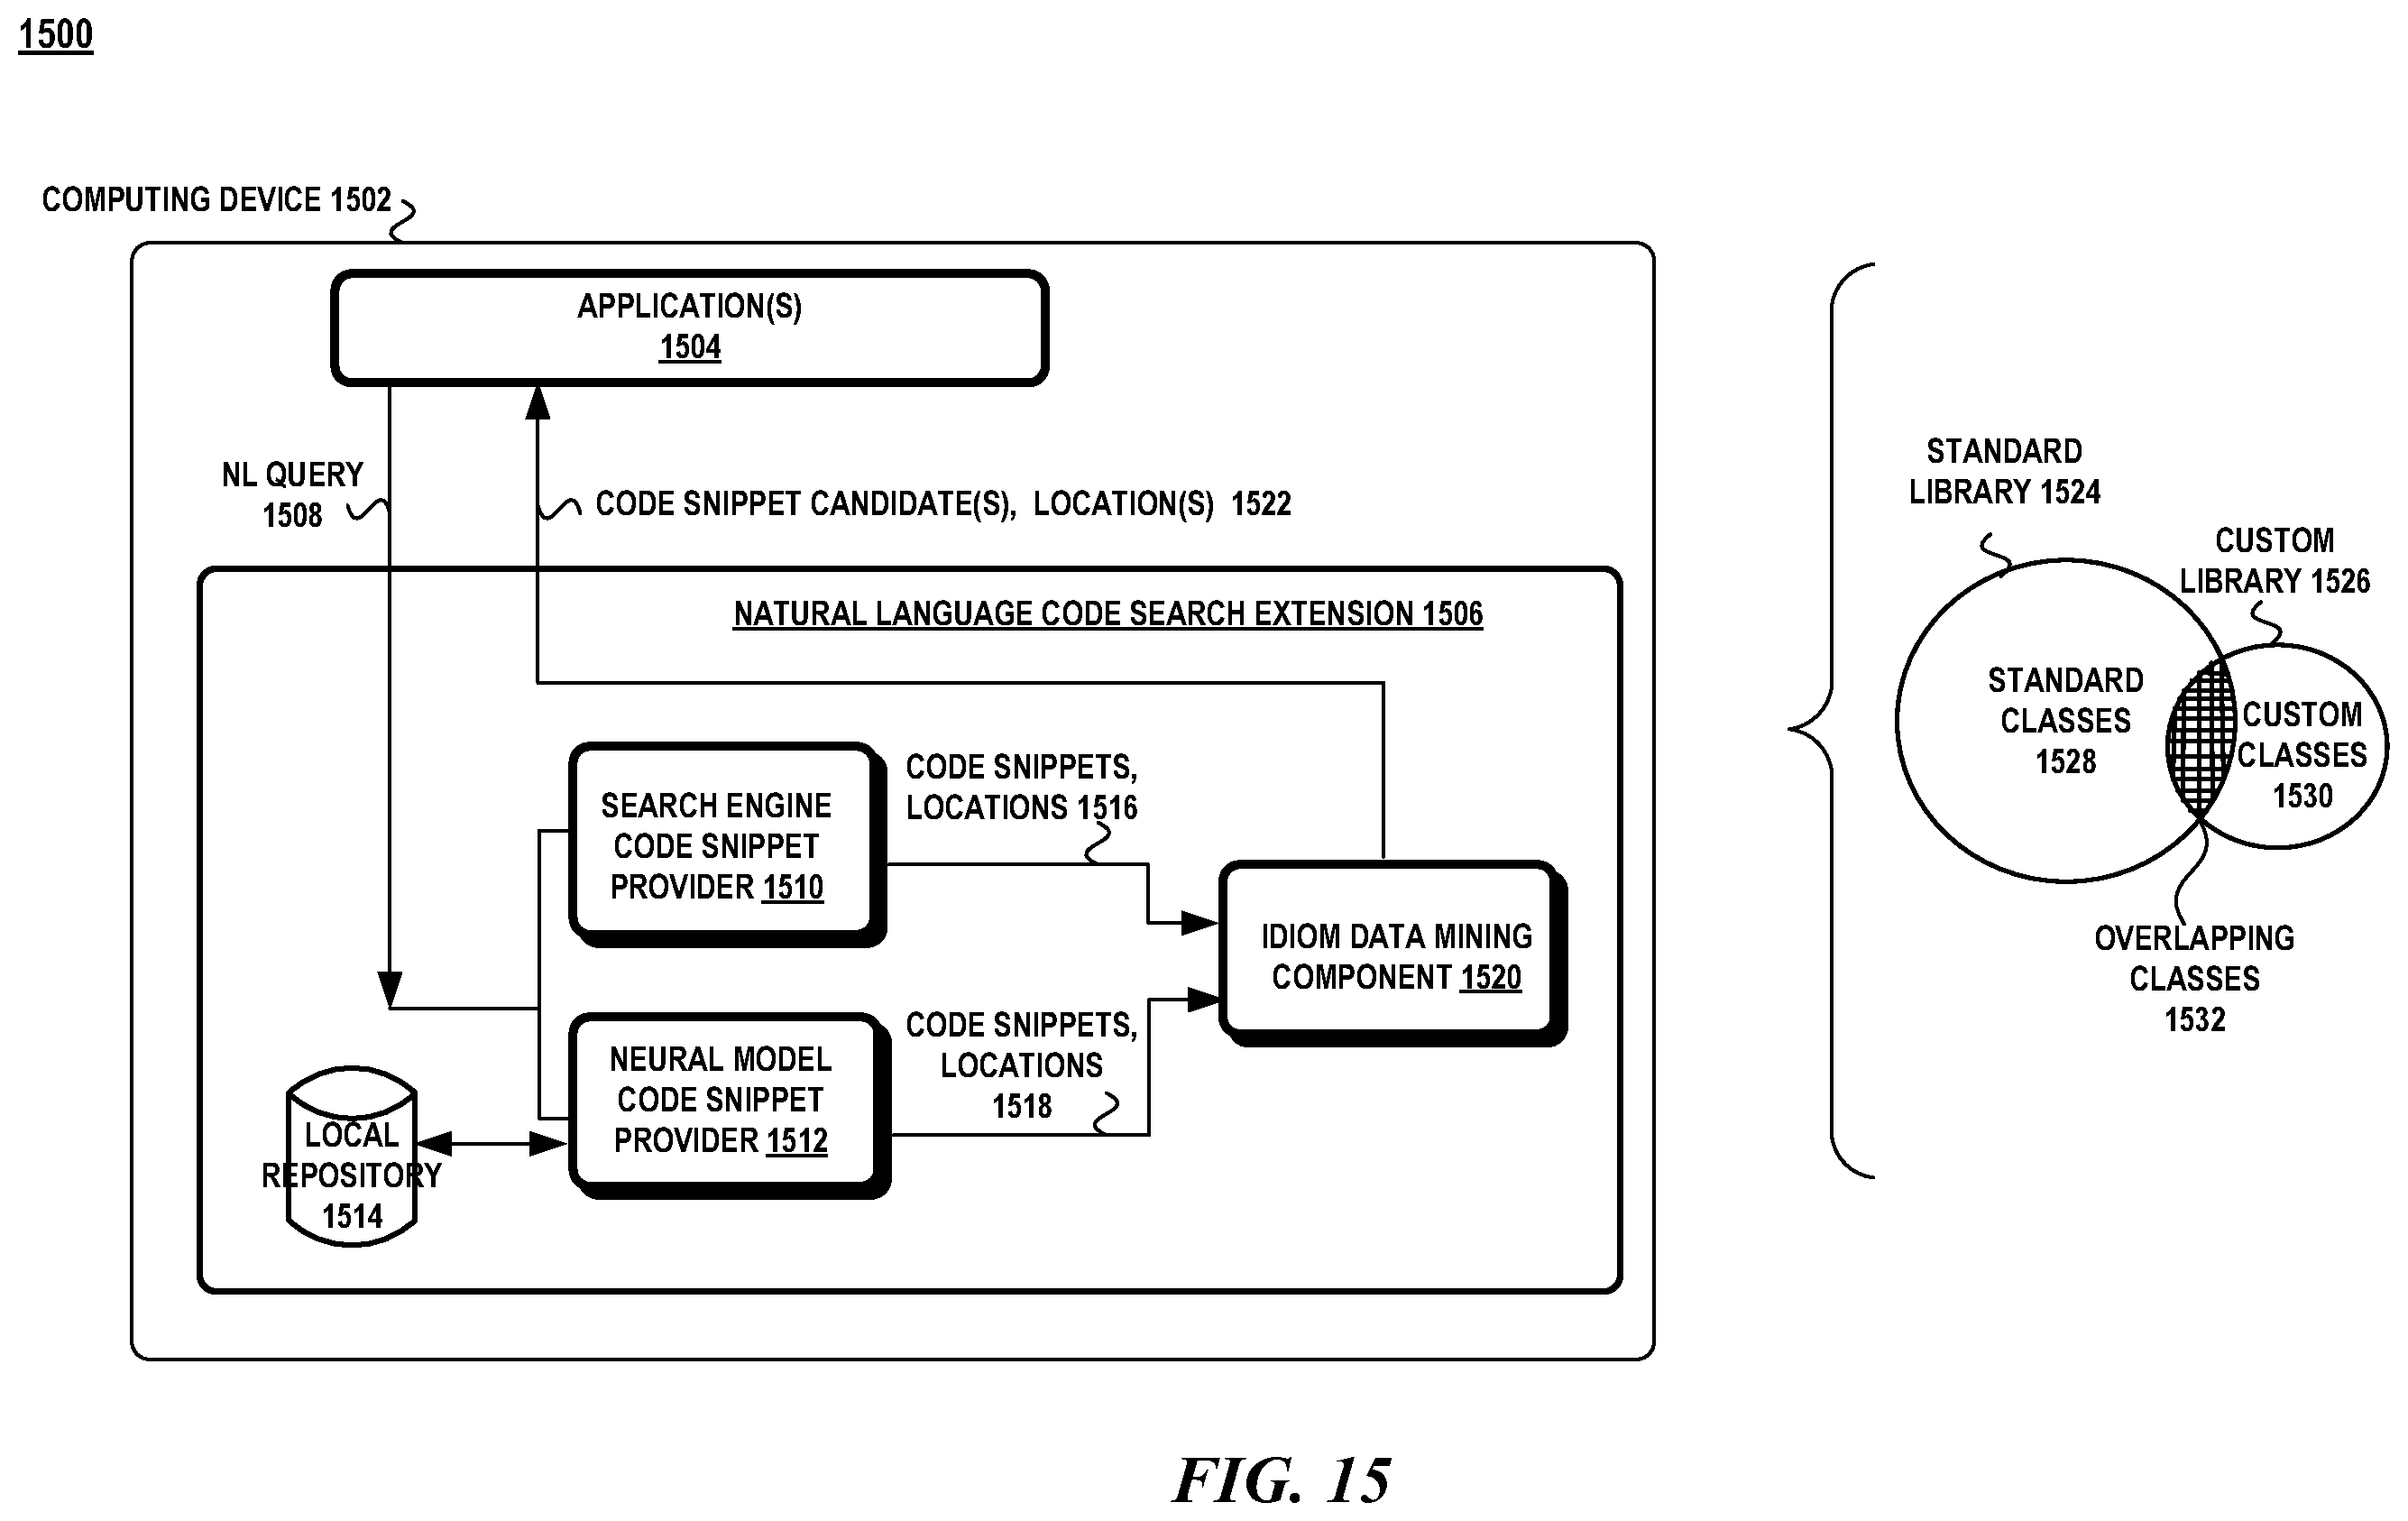 1500
COMPUTING DEVICE 1502
APPLICATION(S)
1504
NL QUERY
1508
CODE SNIPPET CANDIDATE(S), LOCATION(S) 1522
NATURAL LANGUAGE CODE SEARCH EXTENSION 1506
SEARCH ENGINE
CODE SNIPPET
PROVIDER 1510
CODE SNIPPETS,
LOCATIONS 1516
IDIOM DATA MINING
COMPONENT 1520
NEURAL MODEL
CODE SNIPPET
PROVIDER 1512
CODE SNIPPETS,
LOCATIONS
1518
LOCAL
REPOSITORY
1514
STANDARD
LIBRARY 1524
CUSTOM
LIBRARY 1526
STANDARD
CLASSES
1528
CUSTOM
CLASSES
1530
OVERLAPPING
CLASSES
1532
FIG. 15